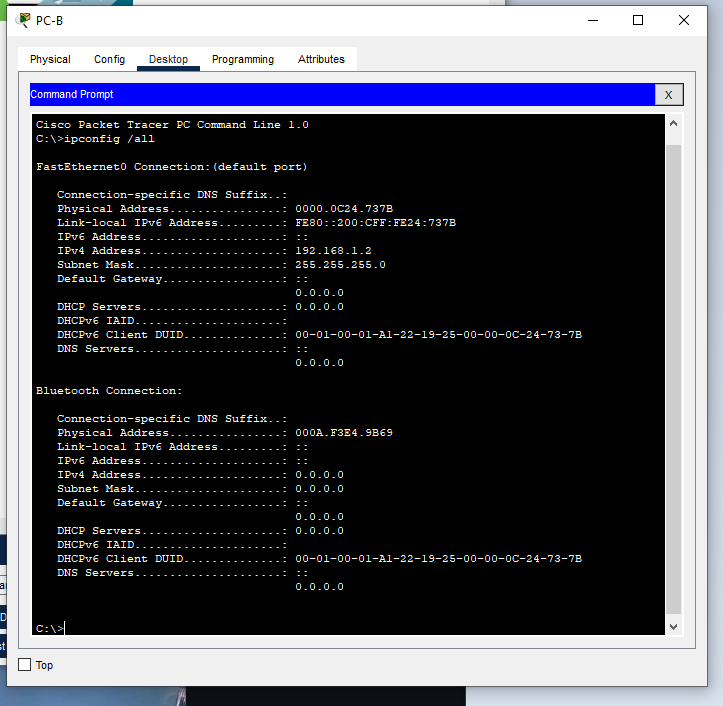 PC-B
Physical Config Desktop Programming Attributes
Command Prompt X
Cisco Packet Tracer PC Command Line 1.0
C:\>ipconfig /all
FastEthernet0 Connection:(default port)
Connection-specific DNS Suffix..:
Physical Address................: 0000.0C24.737B
Link-local IPv6 Address.........: FE80::200:CFF:FE24:737B
IPv6 Address....................: ::
IPv4 Address....................: 192.168.1.2
Subnet Mask.....................: 255.255.255.0
Default Gateway.................: ::
0.0.0.0
DHCP Servers....................: 0.0.0.0
DHCPv6 IAID.....................:
DHCPv6 Client DUID..............: 00-01-00-01-A1-22-19-25-00-00-0C-24-73-7B
DNS Servers.....................: ::
0.0.0.0
Bluetooth Connection:
Connection-specific DNS Suffix..:
Physical Address................: 000A.F3E4.9B69
Link-local IPv6 Address.........: ::
IPv6 Address....................: ::
IPv4 Address....................: 0.0.0.0
Subnet Mask.....................: 0.0.0.0
Default Gateway.................: ::
0.0.0.0
DHCP Servers....................: 0.0.0.0
DHCPv6 IAID.....................:
DHCPv6 Client DUID..............: 00-01-00-01-A1-22-19-25-00-00-0C-24-73-7B
DNS Servers.....................: ::
0.0.0.0
C:\>
Top